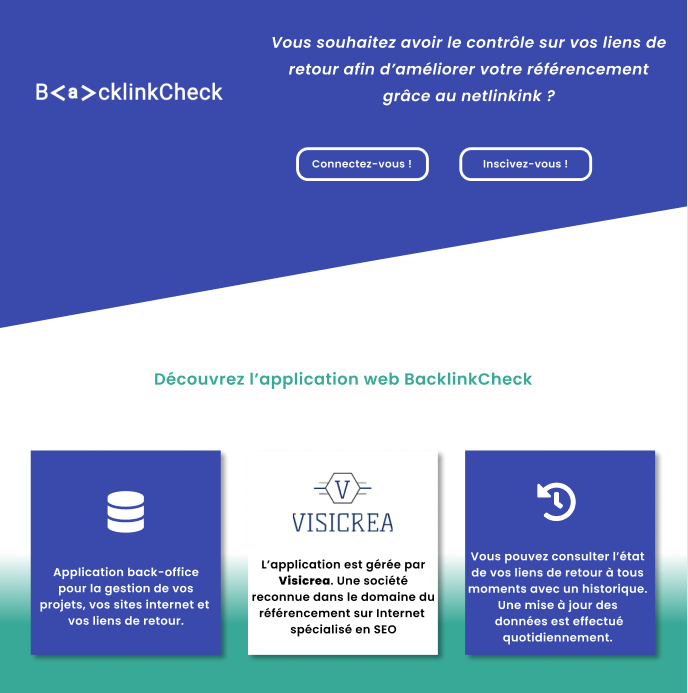 Vous souhaitez avoir le contrôle sur vos liens de
retour afin d'améliorer votre référencement
grâce au netlinkink ?
B<a>cklinkCheck
Connectez-vous !
Inscivez-vous !
Découvrez l'application web BacklinkCheck
Application back-office
pour la gestion de vos
projets, vos sites internet et
vos liens de retour.
V
VISICREA
L'application est gérée par
Visicrea. Une société
reconnue dans le domaine du
référencement sur Internet
spécialisé en SEO
Vous pouvez consulter l'état
de vos liens de retour à tous
moments avec un historique.
Une mise à jour des
données est effectué
quotidiennement.